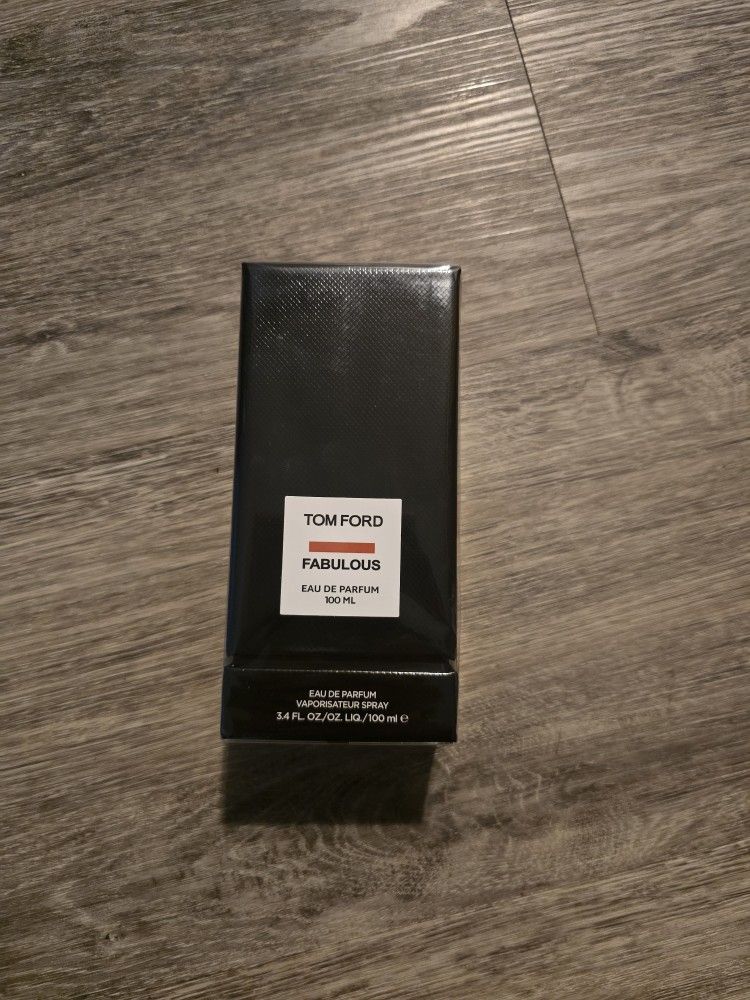 TOM FORD
FABULOUS
EAU DE PARFUM
100 ML
EAU DE PARFUM
VAPORISATEUR SPRAY
3.4 FL. OZ./OZ. LIQ./100 ml ℮